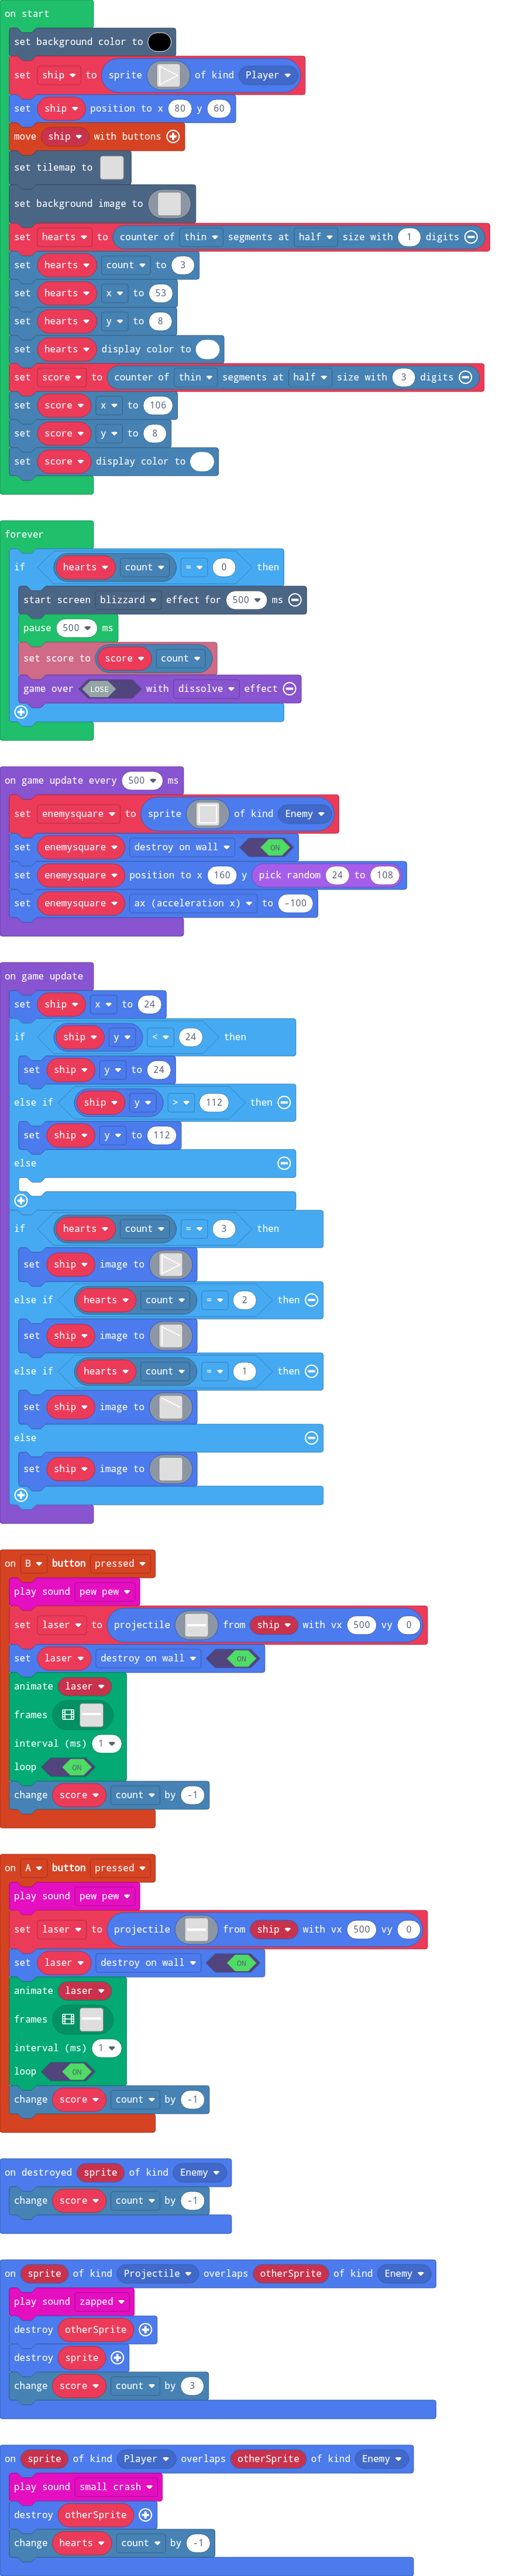 on start
set background color to
set ship to sprite of kind Player
set ship position to x 80 y 60
move ship with buttons
set tilemap to
set background image to
set hearts to counter of thin segments at half size with 1 digits
set hearts count to 3
set hearts x to 53
set hearts y to 8
set hearts display color to
set score to counter of thin segments at half size with 3 digits
set score x to 106
set score y to 8
set score display color to
forever
if hearts count = 0 then
start screen blizzard effect for 500 ms
pause 500 ms
set score to score count
game over LOSE with dissolve effect
on game update every 500 ms
set enemysquare to sprite of kind Enemy
set enemysquare destroy on wall ON
set enemysquare position to x 160 y pick random 24 to 108
set enemysquare ax (acceleration x) to -100
on game update
set ship x to 24
if ship y < 24 then
set ship y to 24
else if ship y > 112 then
set ship y to 112
else
if hearts count = 3 then
set ship image to
else if hearts count = 2 then
set ship image to
else if hearts count = 1 then
set ship image to
else
set ship image to
on B button pressed
play sound pew pew
set laser to projectile from ship with vx 500 vy 0
set laser destroy on wall ON
animate laser
frames
interval (ms) 1
loop ON
change score count by -1
on A button pressed
play sound pew pew
set laser to projectile from ship with vx 500 vy 0
set laser destroy on wall ON
animate laser
frames
interval (ms) 1
loop ON
change score count by -1
on destroyed sprite of kind Enemy
change score count by -1
on sprite of kind Projectile overlaps otherSprite of kind Enemy
play sound zapped
destroy otherSprite
destroy sprite
change score count by 3
on sprite of kind Player overlaps otherSprite of kind Enemy
play sound small crash
destroy otherSprite
change hearts count by -1